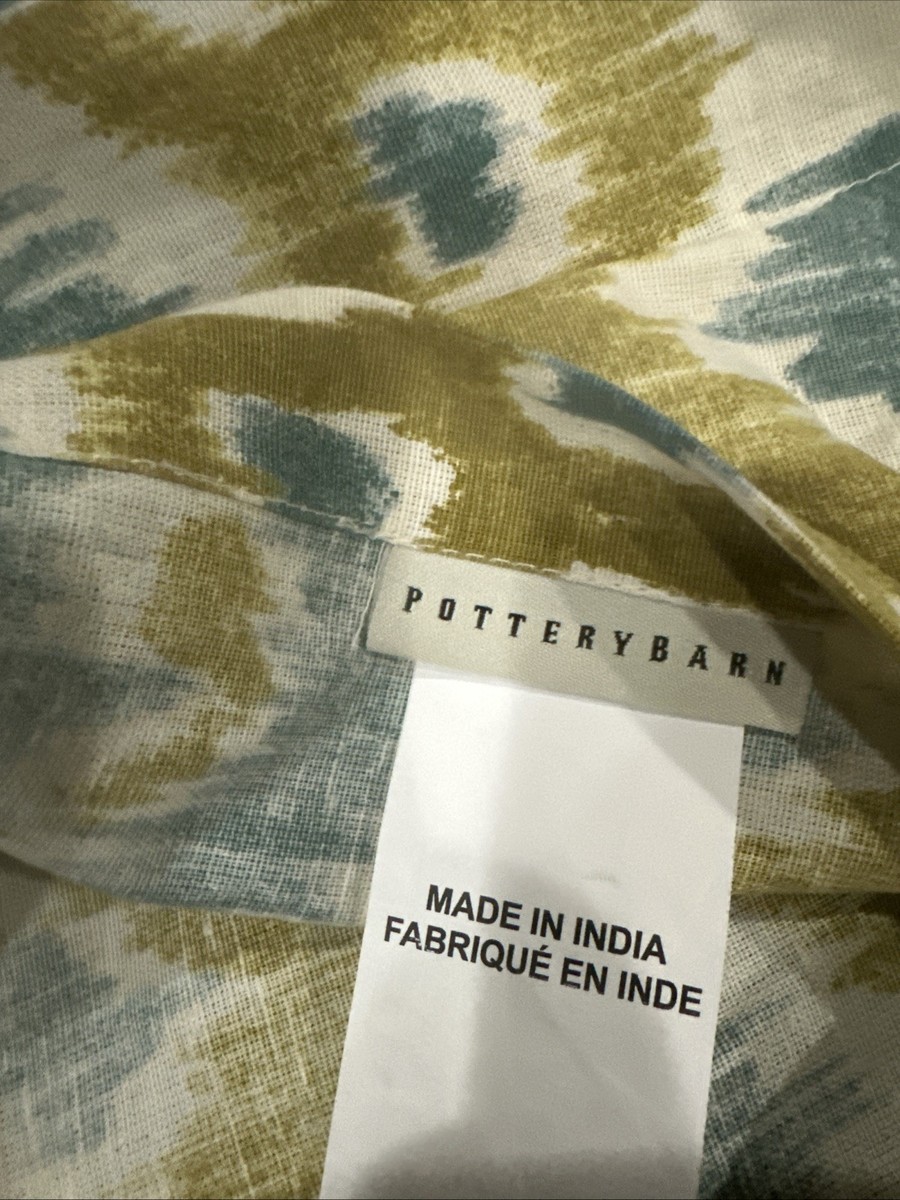 POTTERYBARN
MADE IN INDIA
FABRIQUÉ EN INDE